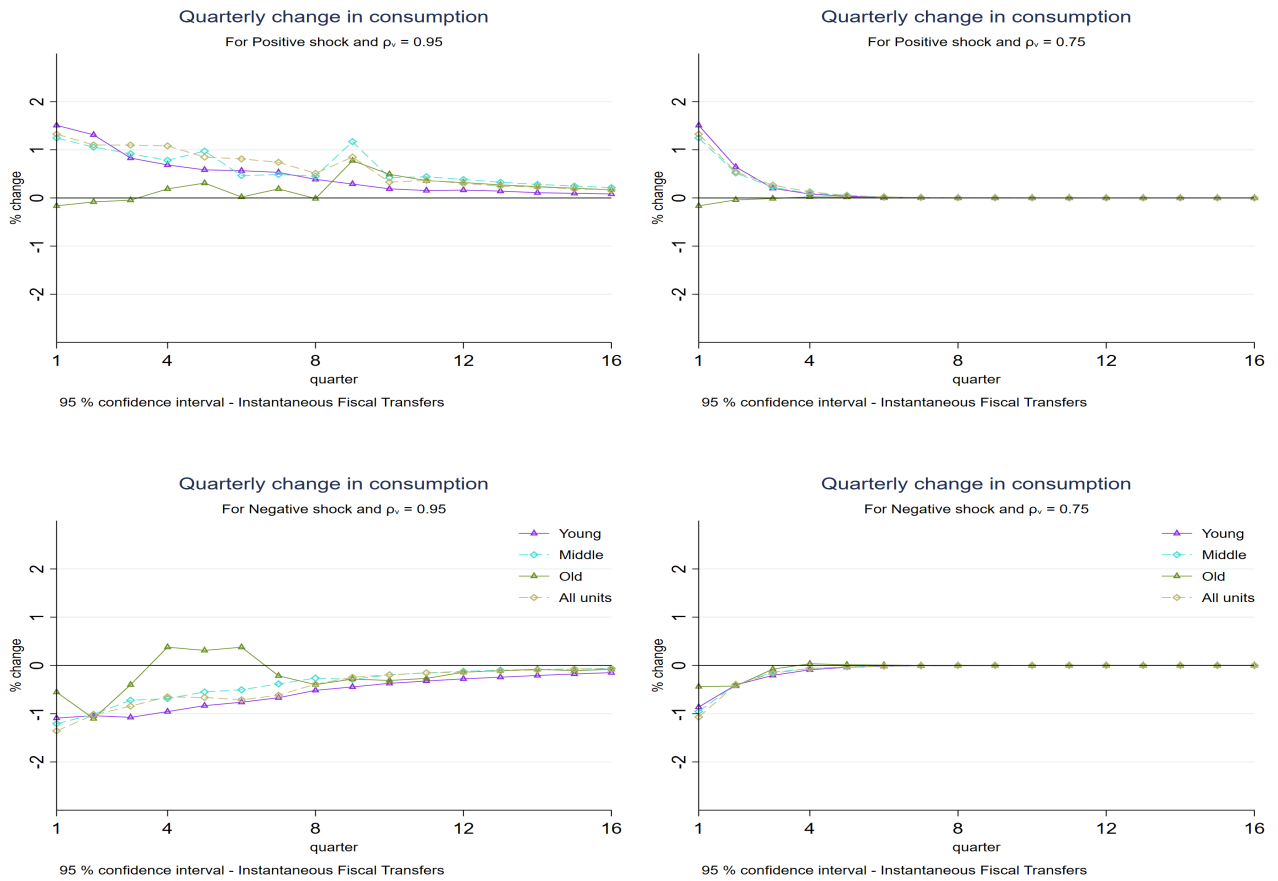 Quarterly change in consumption
For Positive shock and ρᵥ = 0.95
% change
2
1
0
-1
-2
1
4
8
12
16
quarter
95 % confidence interval - Instantaneous Fiscal Transfers
Quarterly change in consumption
For Positive shock and ρᵥ = 0.75
% change
2
1
0
-1
-2
1
4
8
12
16
quarter
95 % confidence interval - Instantaneous Fiscal Transfers
Quarterly change in consumption
For Negative shock and ρᵥ = 0.95
Young
Middle
Old
All units
% change
2
1
0
-1
-2
1
4
8
12
16
quarter
95 % confidence interval - Instantaneous Fiscal Transfers
Quarterly change in consumption
For Negative shock and ρᵥ = 0.75
Young
Middle
Old
All units
% change
2
1
0
-1
-2
1
4
8
12
16
quarter
95 % confidence interval - Instantaneous Fiscal Transfers